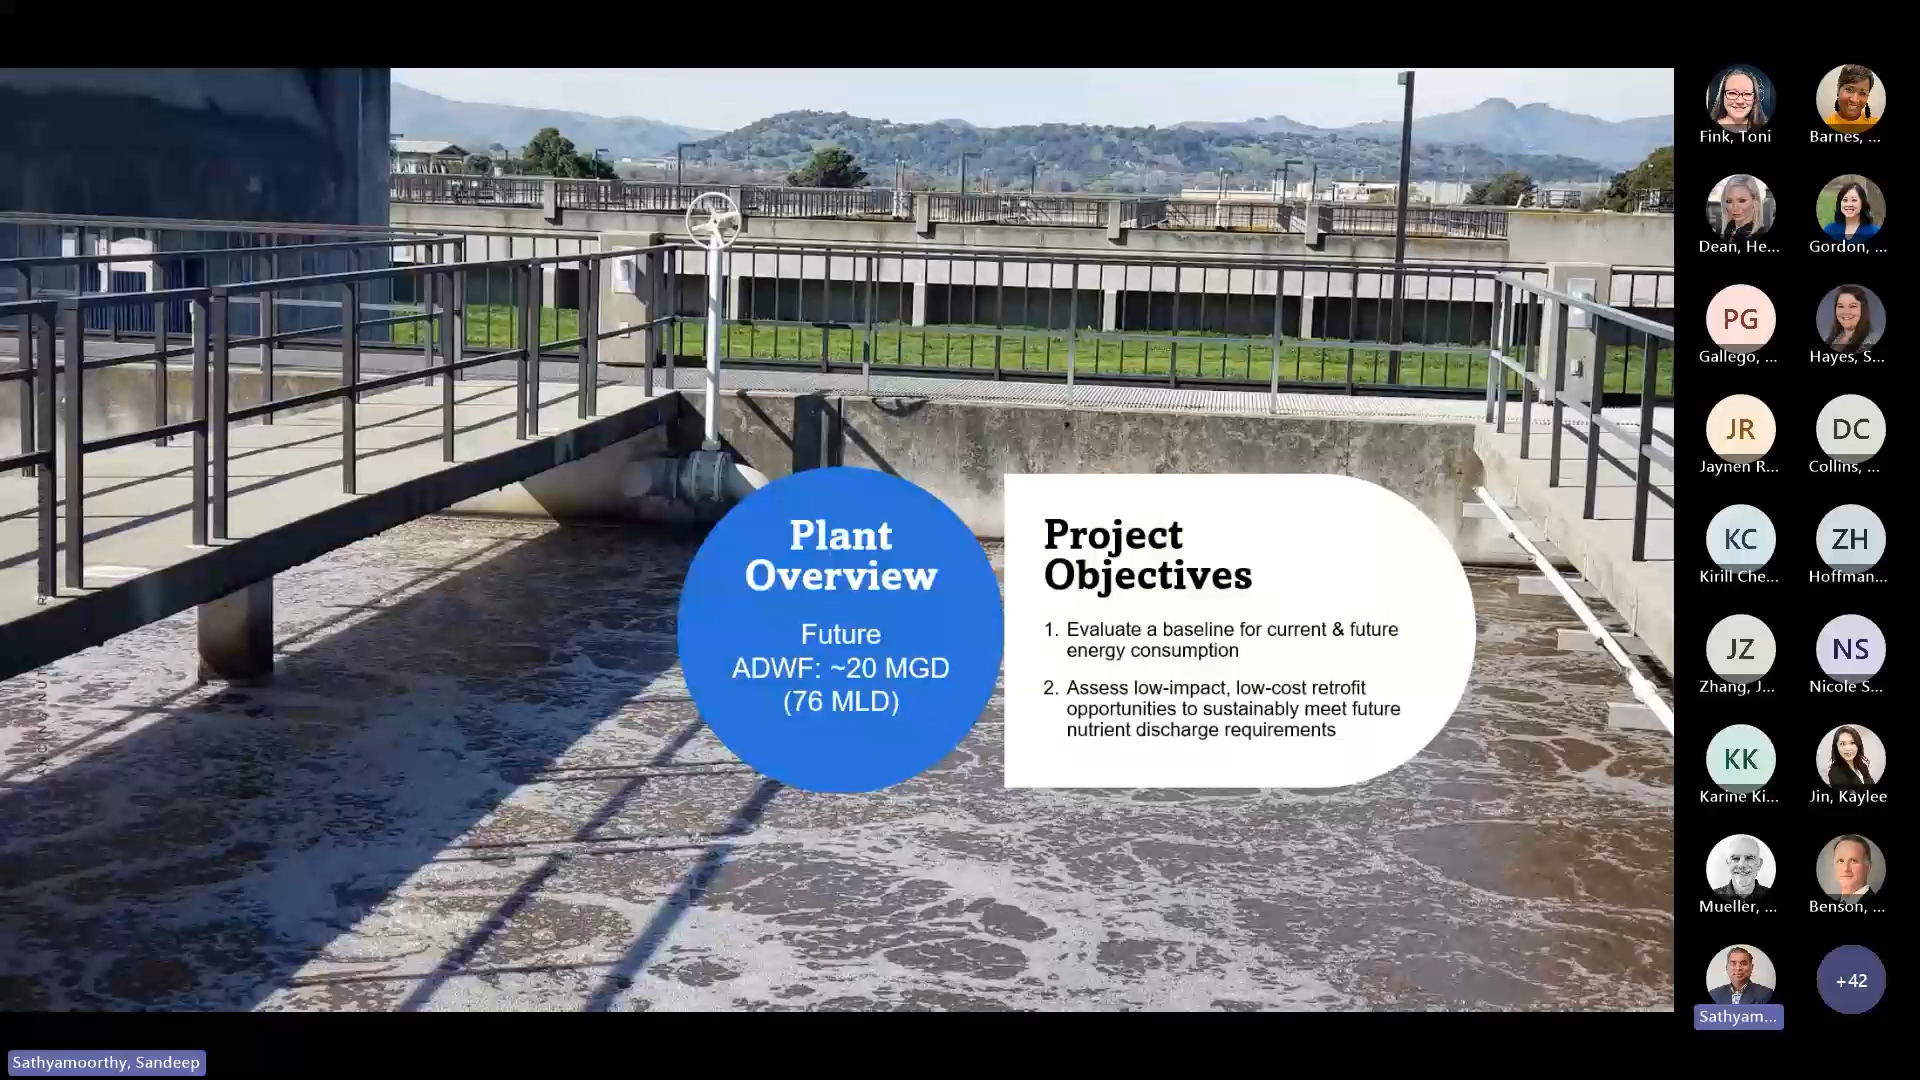 Plant
Overview
Future
ADWF: ~20 MGD
(76 MLD)
Project
Objectives
1. Evaluate a baseline for current & future
energy consumption
2. Assess low-impact, low-cost retrofit
opportunities to sustainably meet future
nutrient discharge requirements
Fink, Toni
Barnes, ...
Dean, He...
Gordon, ...
PG
Gallego, ...
Hayes, S...
JR
Jaynen R...
DC
Collins, ...
KC
Kirill Che...
ZH
Hoffman...
JZ
Zhang, J...
NS
Nicole S...
KK
Karine Ki...
Jin, Kaylee
Mueller, ...
Benson, ...
Sathyam...
+42
Sathyamoorthy, Sandeep